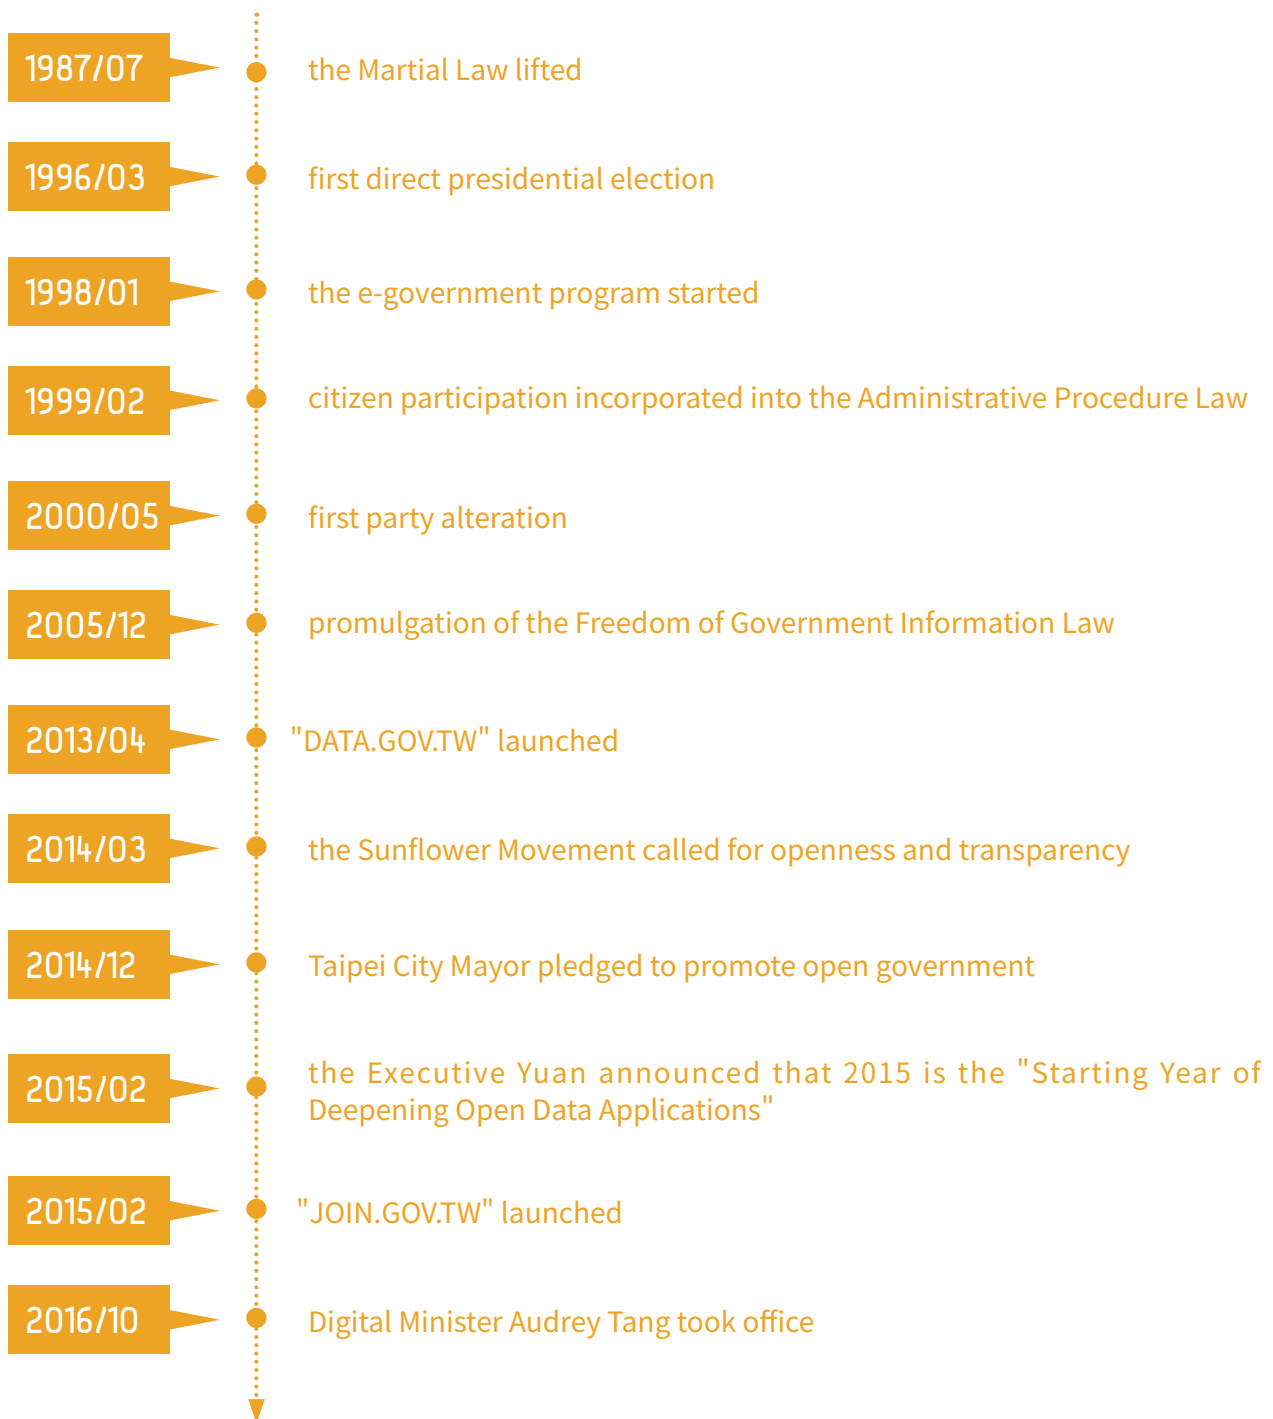 1987/07
the Martial Law lifted
1996/03
first direct presidential election
1998/01
the e-government program started
1999/02
citizen participation incorporated into the Administrative Procedure Law
2000/05
first party alteration
2005/12
promulgation of the Freedom of Government Information Law
2013/04
"DATA.GOV.TW" launched
2014/03
the Sunflower Movement called for openness and transparency
2014/12
Taipei City Mayor pledged to promote open government
2015/02
the Executive Yuan announced that 2015 is the "Starting Year of
Deepening Open Data Applications"
2015/02
"JOIN.GOV.TW" launched
2016/10
Digital Minister Audrey Tang took office